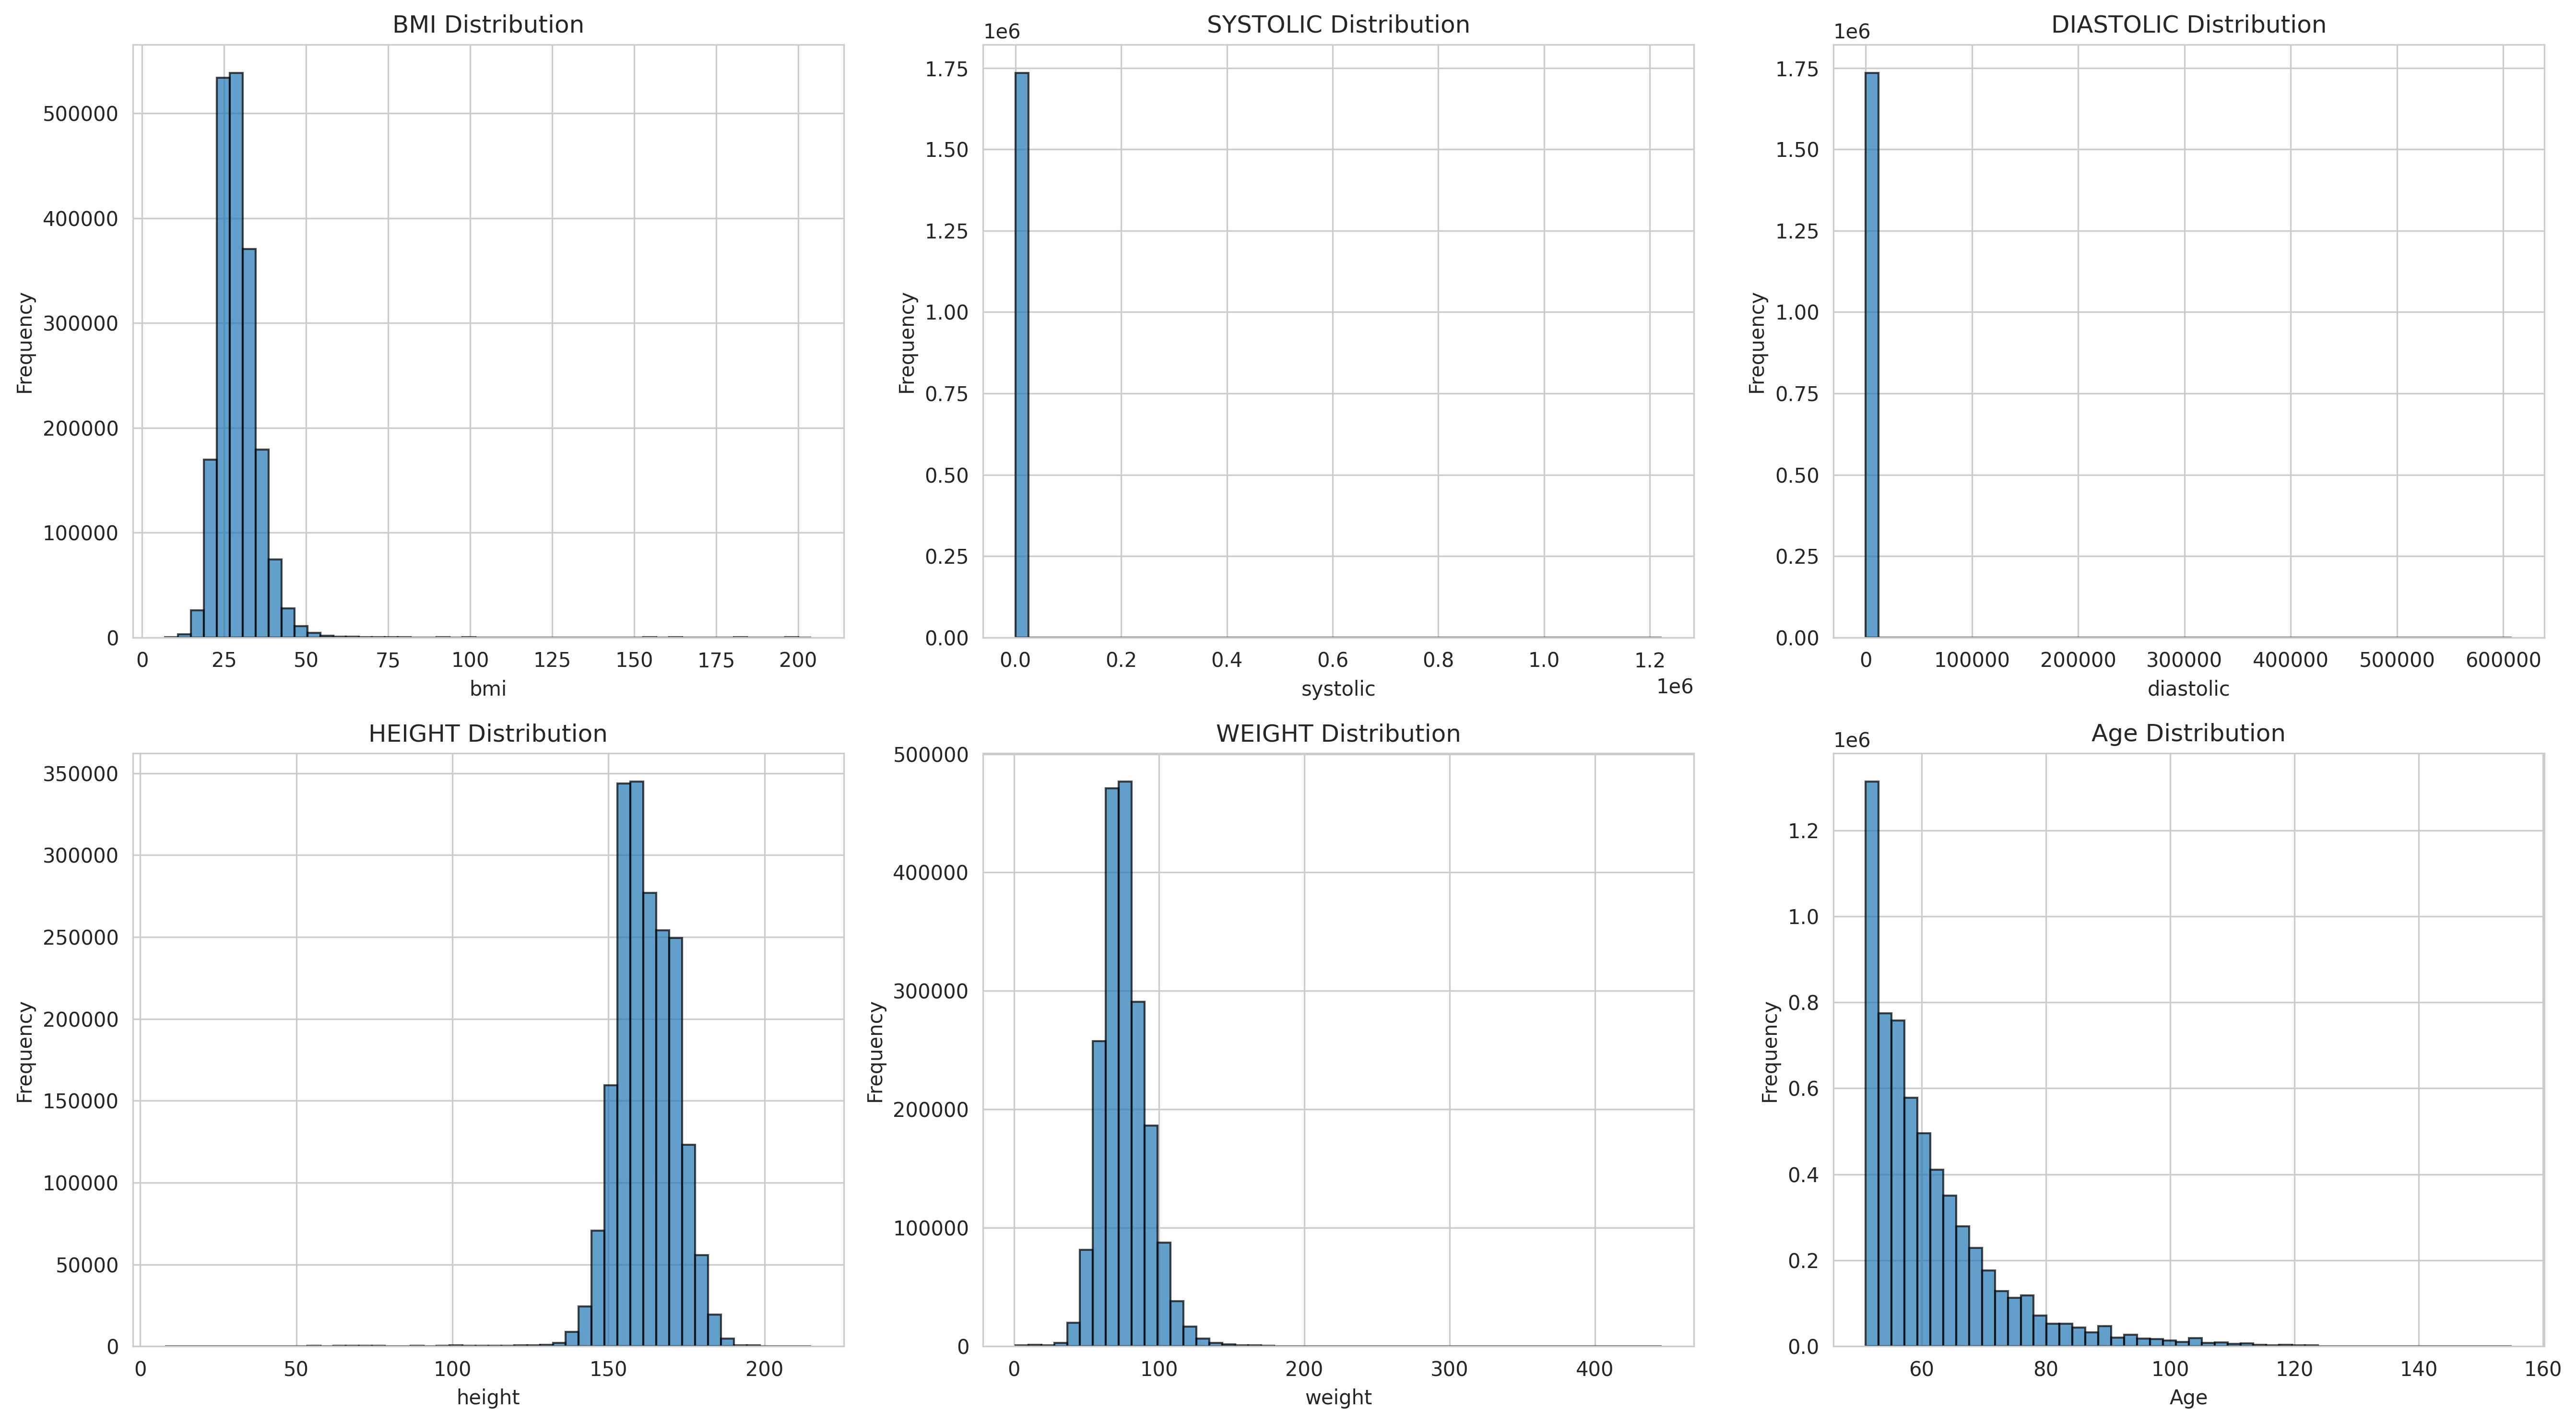 BMI Distribution
500000
400000
300000
200000
100000
0
Frequency
0 25 50 75 100 125 150 175 200
bmi
SYSTOLIC Distribution
1e6
1.75
1.50
1.25
1.00
0.75
0.50
0.25
0.00
Frequency
0.0 0.2 0.4 0.6 0.8 1.0 1.2
1e6
systolic
DIASTOLIC Distribution
1e6
1.75
1.50
1.25
1.00
0.75
0.50
0.25
0.00
Frequency
0 100000 200000 300000 400000 500000 600000
diastolic
HEIGHT Distribution
350000
300000
250000
200000
150000
100000
50000
0
Frequency
0 50 100 150 200
height
WEIGHT Distribution
500000
400000
300000
200000
100000
0
Frequency
0 100 200 300 400
weight
Age Distribution
1e6
1.2
1.0
0.8
0.6
0.4
0.2
0.0
Frequency
60 80 100 120 140 160
Age